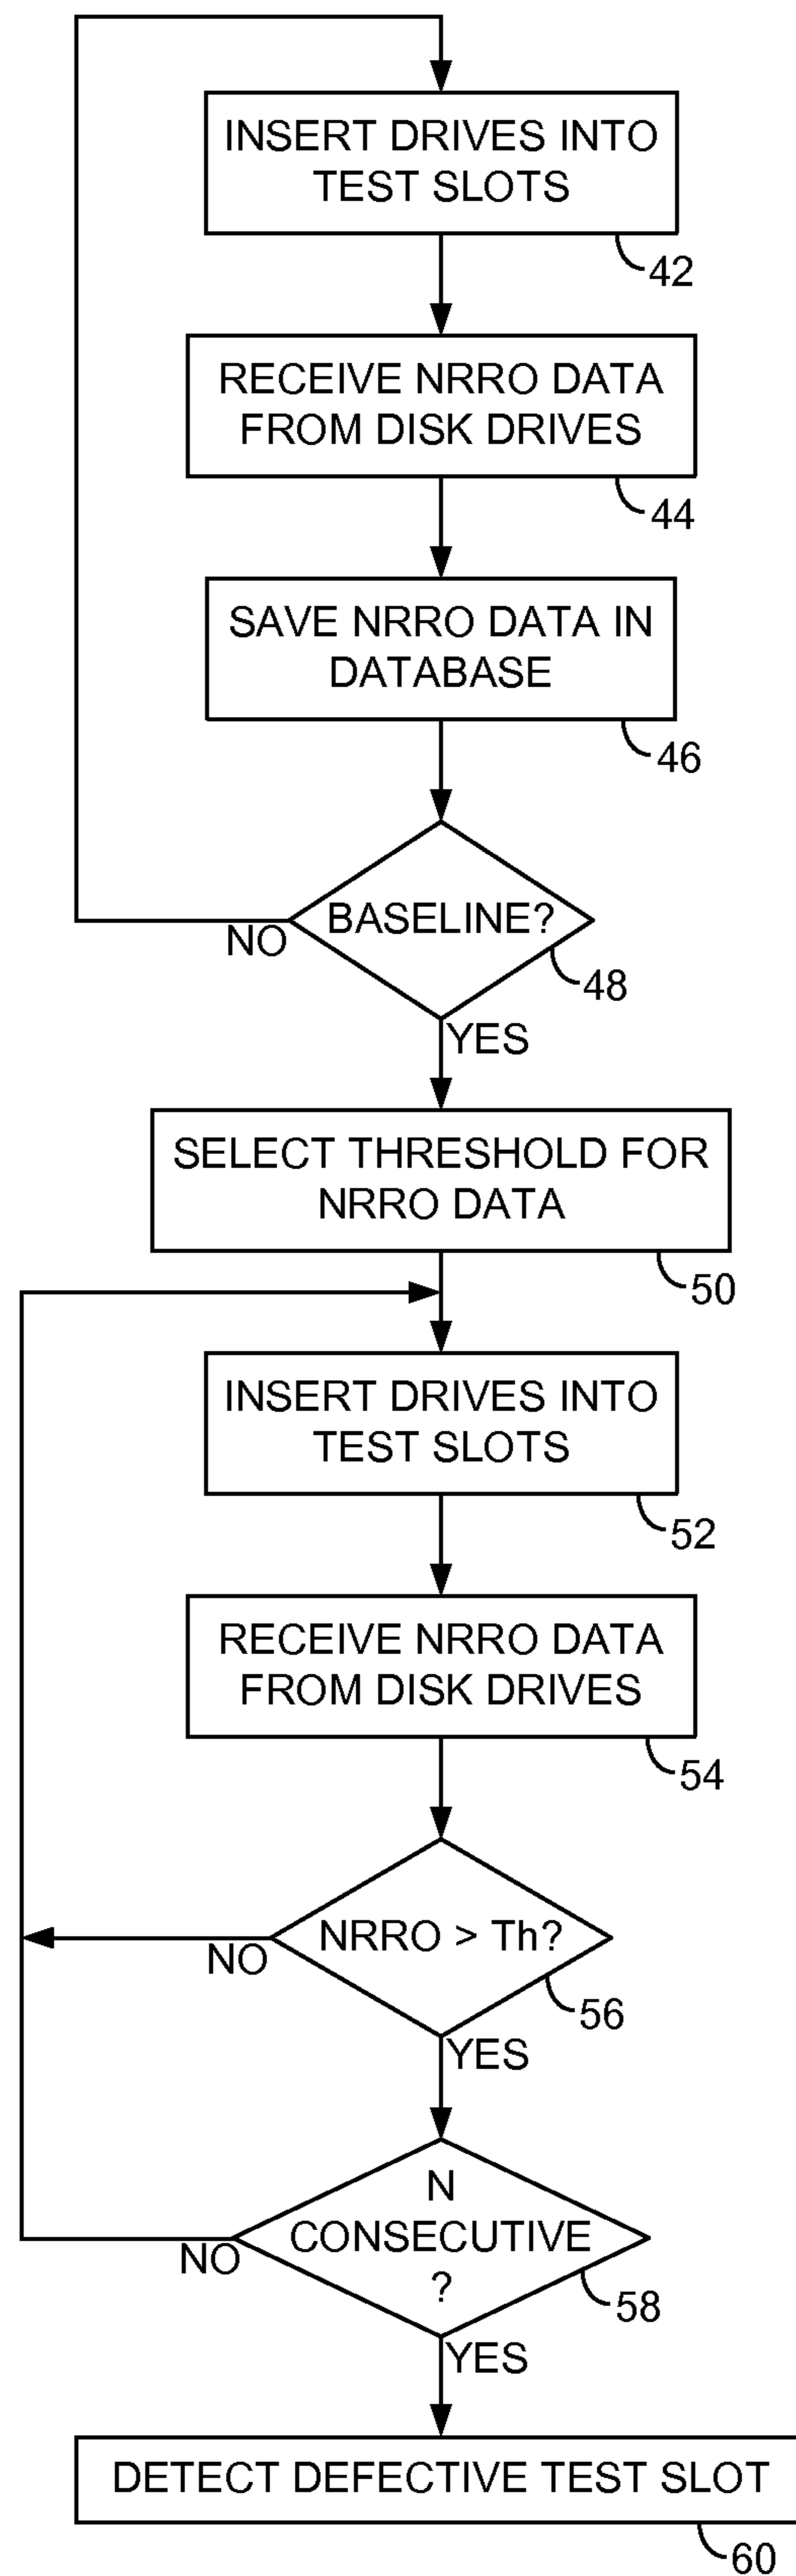 INSERT DRIVES INTO
TEST SLOTS
42
RECEIVE NRRO DATA
FROM DISK DRIVES
44
SAVE NRRO DATA IN
DATABASE
46
BASELINE?
NO
48
YES
SELECT THRESHOLD FOR
NRRO DATA
50
INSERT DRIVES INTO
TEST SLOTS
52
RECEIVE NRRO DATA
FROM DISK DRIVES
54
NRRO > Th?
NO
56
YES
N
CONSECUTIVE
?
NO
58
YES
DETECT DEFECTIVE TEST SLOT
60